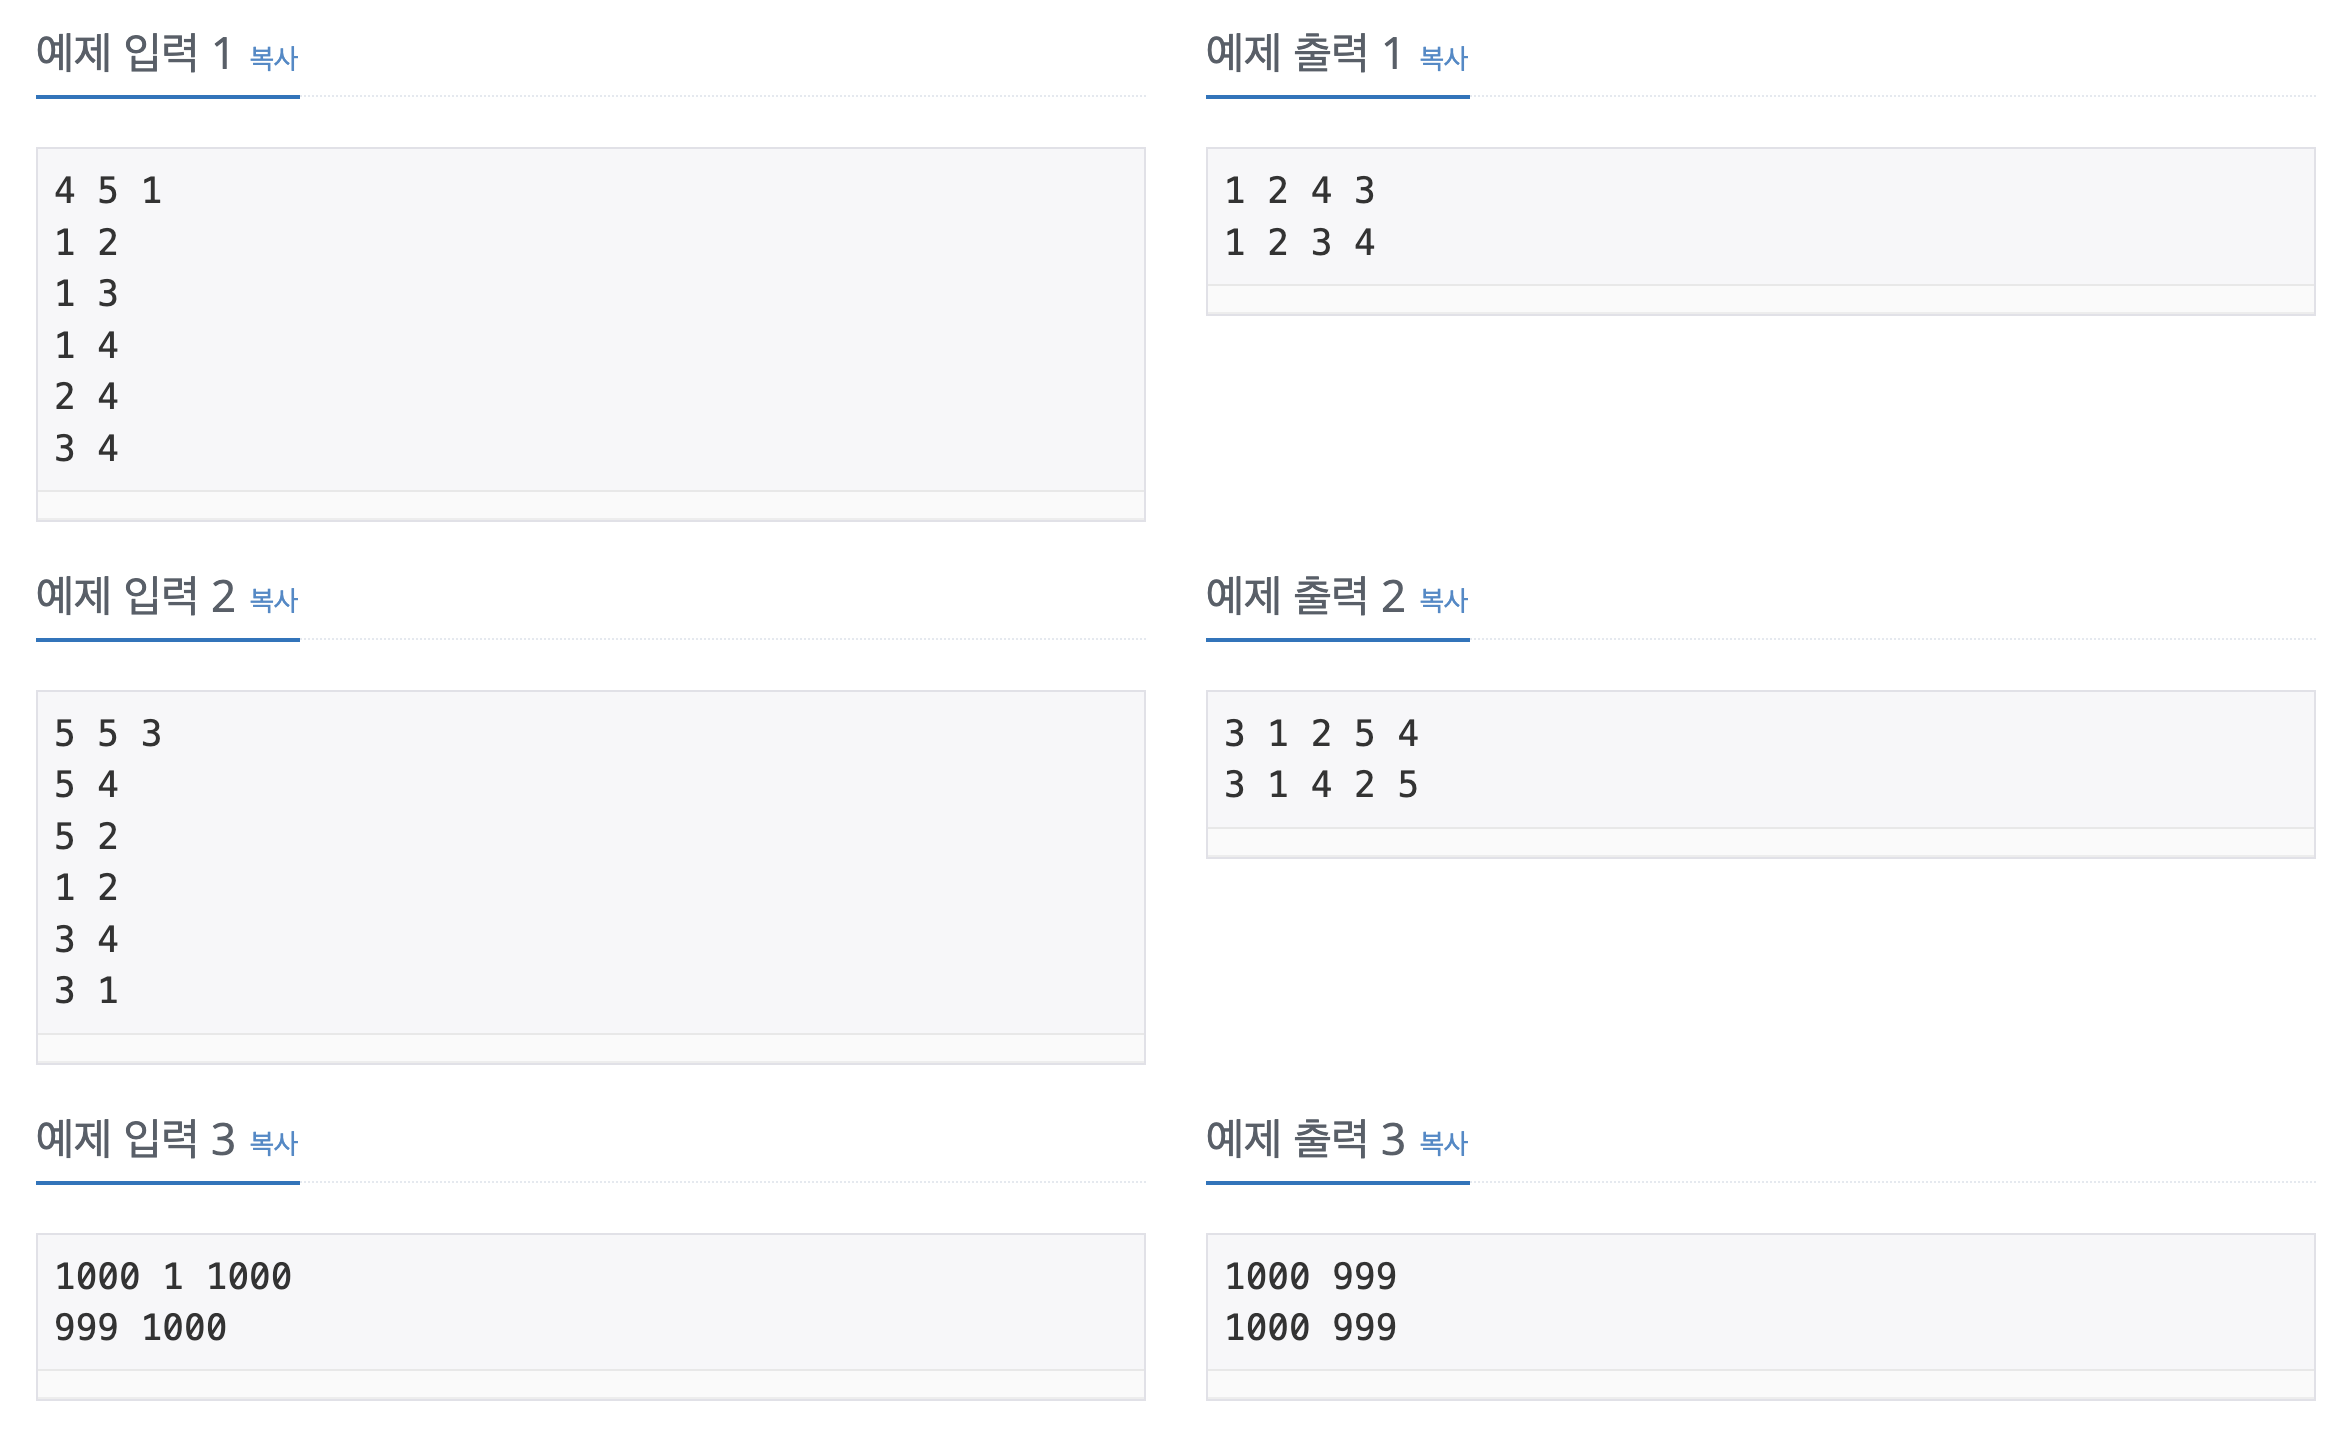 예제 입력 1 복사
4 5 1
1 2
1 3
1 4
2 4
3 4
예제 출력 1 복사
1 2 4 3
1 2 3 4
예제 입력 2 복사
5 5 3
5 4
5 2
1 2
3 4
3 1
예제 출력 2 복사
3 1 2 5 4
3 1 4 2 5
예제 입력 3 복사
1000 1 1000
999 1000
예제 출력 3 복사
1000 999
1000 999